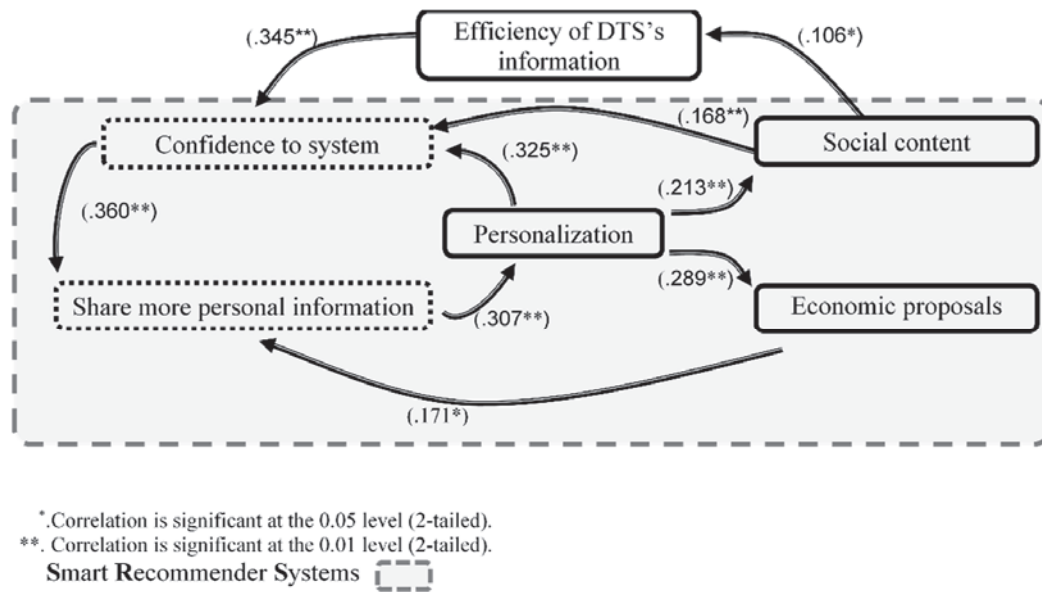 Efficiency of DTS's
information
(.345**)
(.106*)
Confidence to system
(.168**)
Social content
(.325**)
(.213**)
(.360**)
Personalization
(.289**)
Share more personal information
(.307**)
Economic proposals
(.171*)
*.Correlation is significant at the 0.05 level (2-tailed).
**. Correlation is significant at the 0.01 level (2-tailed).
Smart Recommender Systems